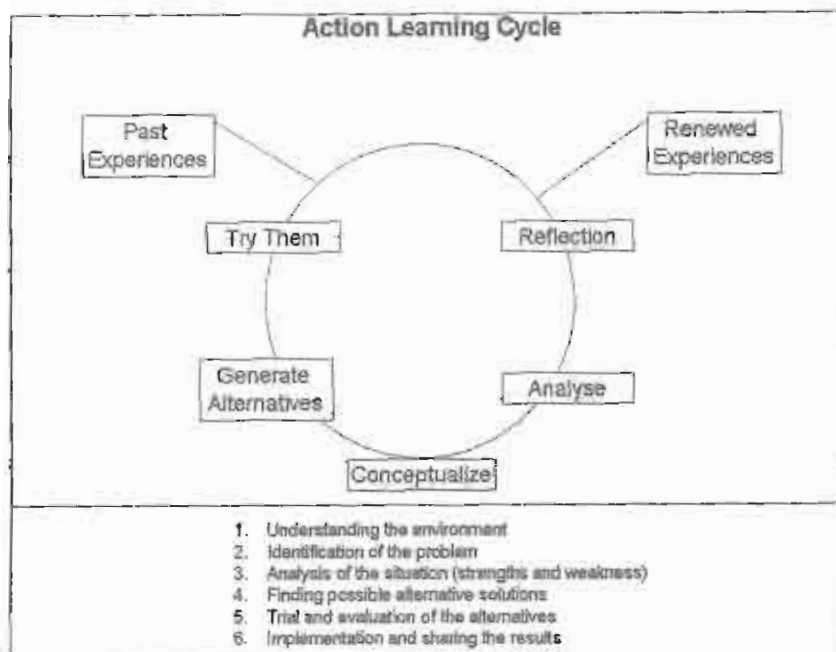 Action Learning Cycle
Past
Experiences
Renewed
Experiences
Try Them
Reflection
Generate
Alternatives
Analyse
Conceptualize
1. Understanding the environment
2. Identification of the problem
3. Analysis of the situation (strengths and weakness)
4. Finding possible alternative solutions
5. Trial and evaluation of the alternatives
6. Implementation and sharing the results